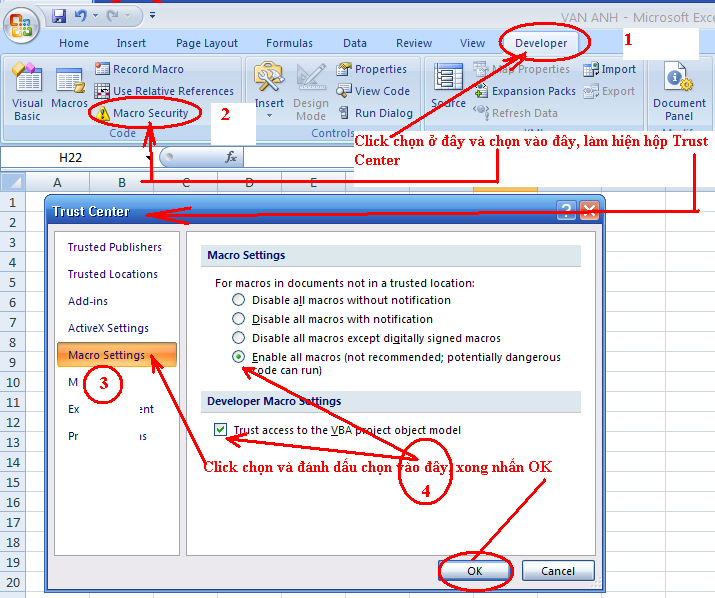 VAN ANH - Microsoft Exce
Home Insert Page Layout Formulas Data Review View Developer 1
Record Macro
Use Relative References
Macro Security 2
Visual Basic
Macros
Code
Insert
Design Mode
Properties
View Code
Run Dialog
Controls
Source
Map Properties
Expansion Packs
Refresh Data
Import
Export
Document Panel
Click chọn ở đây và chọn vào đây, làm hiện hộp Trust
Center
H22 fx
A B C D E
1
2
3
4
5
6
7
8
9
10
11
12
13
14
15
16
17
18
19
20
Trust Center
Trusted Publishers
Trusted Locations
Add-ins
ActiveX Settings
Macro Settings
M 3
Ex ent
Pr ıs
Macro Settings
For macros in documents not in a trusted location:
Disable all macros without notification
Disable all macros with notification
Disable all macros except digitally signed macros
Enable all macros (not recommended; potentially dangerous
code can run)
Developer Macro Settings
Trust access to the VBA project object model
Click chọn và đánh dấu chọn vào đây, xong nhấn OK
4
OK Cancel